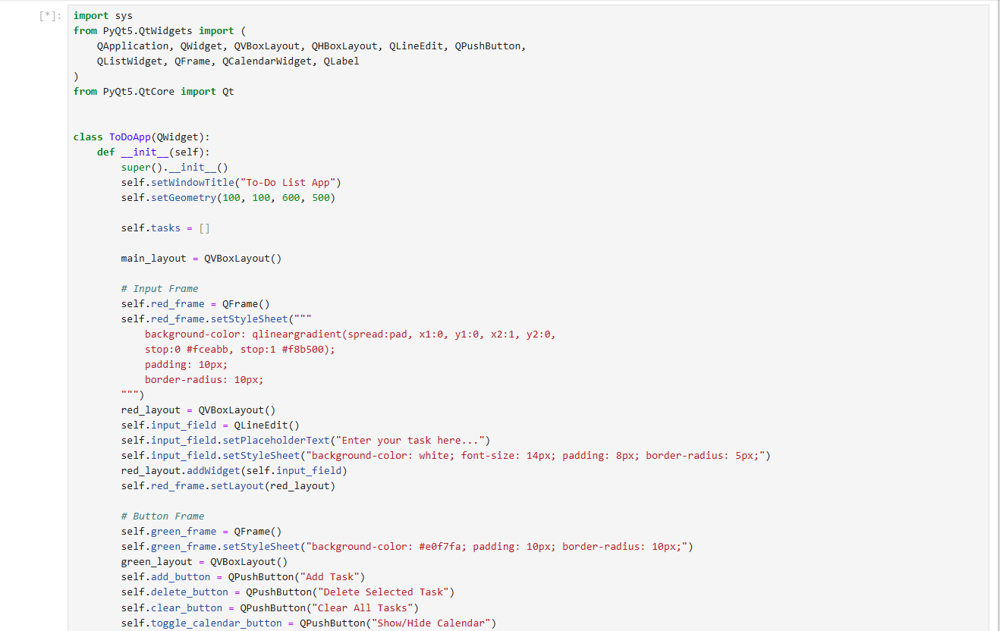 [*]:
import sys
from PyQt5.QtWidgets import (
    QApplication, QWidget, QVBoxLayout, QHBoxLayout, QLineEdit, QPushButton,
    QListWidget, QFrame, QCalendarWidget, QLabel
)
from PyQt5.QtCore import Qt


class ToDoApp(QWidget):
    def __init__(self):
        super().__init__()
        self.setWindowTitle("To-Do List App")
        self.setGeometry(100, 100, 600, 500)

        self.tasks = []

        main_layout = QVBoxLayout()

        # Input Frame
        self.red_frame = QFrame()
        self.red_frame.setStyleSheet("""
            background-color: qlineargradient(spread:pad, x1:0, y1:0, x2:1, y2:0,
            stop:0 #fceabb, stop:1 #f8b500);
            padding: 10px;
            border-radius: 10px;
        """)
        red_layout = QVBoxLayout()
        self.input_field = QLineEdit()
        self.input_field.setPlaceholderText("Enter your task here...")
        self.input_field.setStyleSheet("background-color: white; font-size: 14px; padding: 8px; border-radius: 5px;")
        red_layout.addWidget(self.input_field)
        self.red_frame.setLayout(red_layout)

        # Button Frame
        self.green_frame = QFrame()
        self.green_frame.setStyleSheet("background-color: #e0f7fa; padding: 10px; border-radius: 10px;")
        green_layout = QVBoxLayout()
        self.add_button = QPushButton("Add Task")
        self.delete_button = QPushButton("Delete Selected Task")
        self.clear_button = QPushButton("Clear All Tasks")
        self.toggle_calendar_button = QPushButton("Show/Hide Calendar")